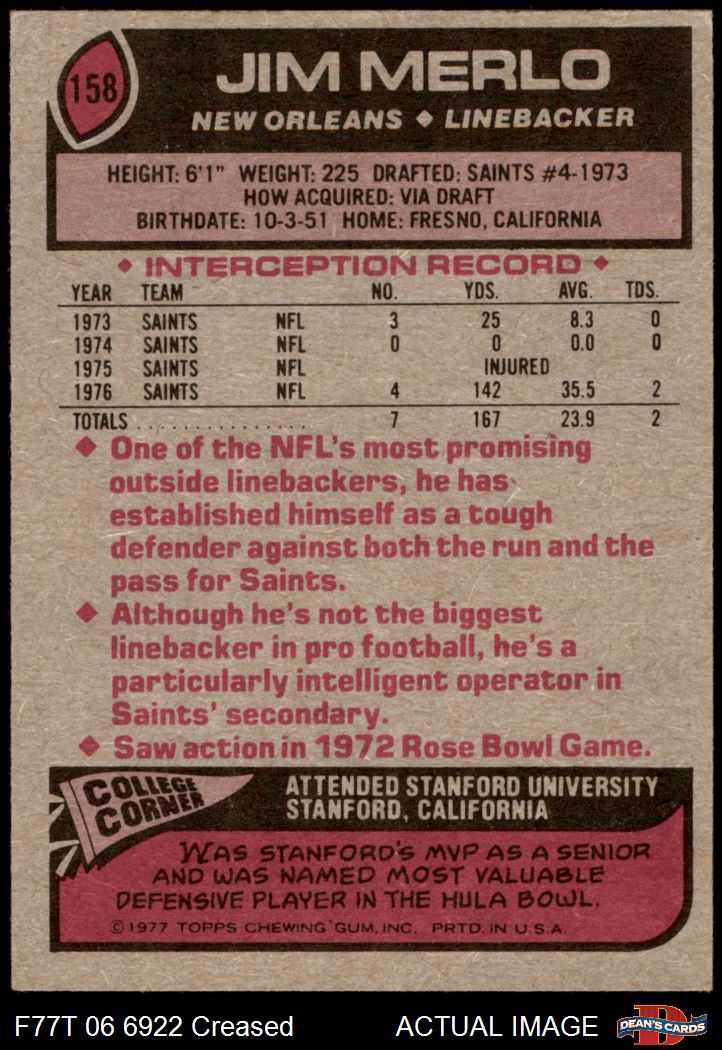 158
JIM MERLO
NEW ORLEANS ◆ LINEBACKER
HEIGHT: 6'1" WEIGHT: 225 DRAFTED: SAINTS #4-1973
HOW ACQUIRED: VIA DRAFT
BIRTHDATE: 10-3-51 HOME: FRESNO, CALIFORNIA
◆ INTERCEPTION RECORD ◆
YEAR TEAM NO. YDS. AVG. TDS.
1973 SAINTS NFL 3 25 8.3 0
1974 SAINTS NFL 0 0 0.0 0
1975 SAINTS NFL INJURED
1976 SAINTS NFL 4 142 35.5 2
TOTALS . . . . . . . . . . . . . . . 7 167 23.9 2
◆ One of the NFL's most promising
outside linebackers, he has
established himself as a tough
defender against both the run and the
pass for Saints.
◆ Although he's not the biggest
linebacker in pro football, he's a
particularly intelligent operator in
Saints' secondary.
◆ Saw action in 1972 Rose Bowl Game.
COLLEGE
CORNER
ATTENDED STANFORD UNIVERSITY
STANFORD, CALIFORNIA
WAS STANFORD'S MVP AS A SENIOR
AND WAS NAMED MOST VALUABLE
DEFENSIVE PLAYER IN THE HULA BOWL.
©1977 TOPPS CHEWING GUM, INC. PRTD. IN U.S.A.
F77T 06 6922 Creased ACTUAL IMAGE
D
DEAN'S CARDS